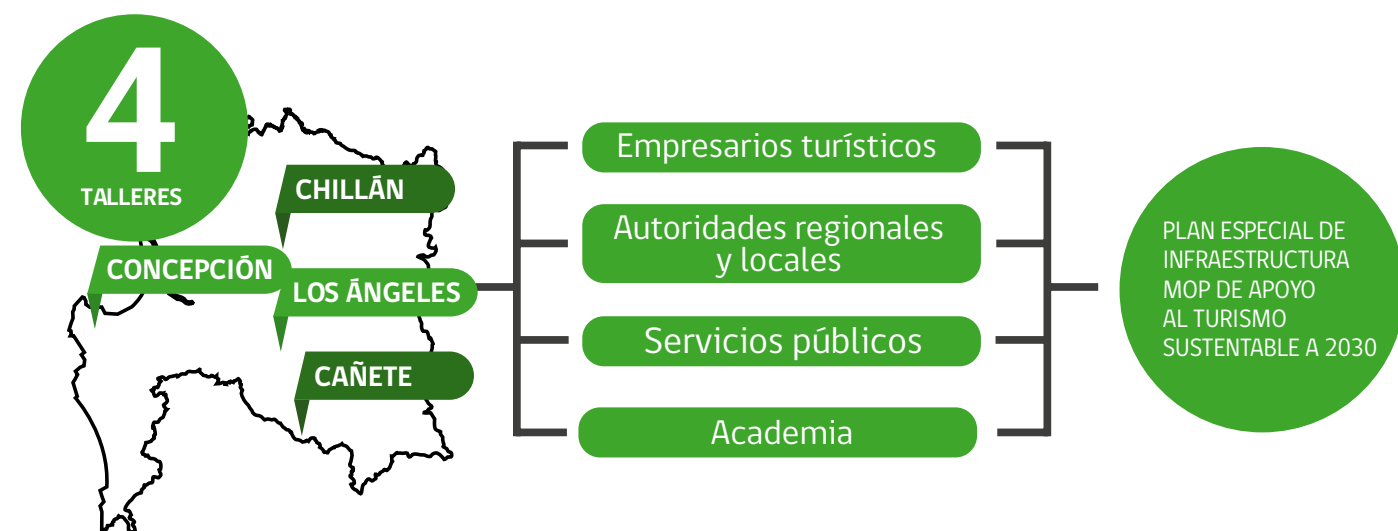 4
TALLERES
CHILLÁN
CONCEPCIÓN
LOS ÁNGELES
CAÑETE
Empresarios turísticos
Autoridades regionales
y locales
Servicios públicos
Academia
PLAN ESPECIAL DE
INFRAESTRUCTURA
MOP DE APOYO
AL TURISMO
SUSTENTABLE A 2030